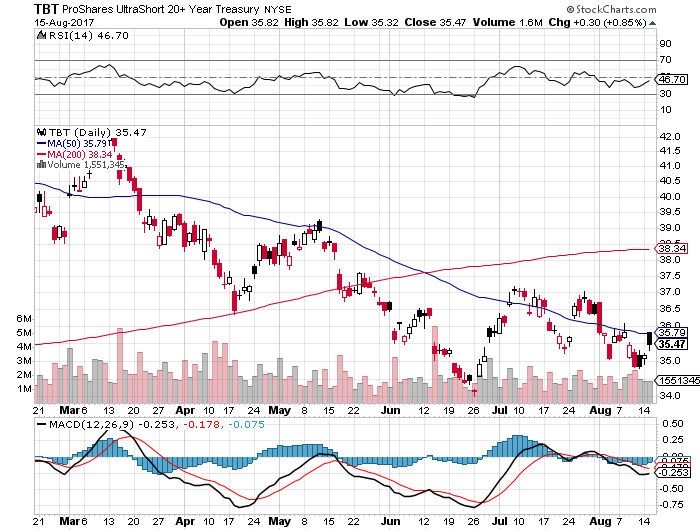 TBT ProShares UltraShort 20+ Year Treasury NYSE © StockCharts.com
15-Aug-2017 Open 35.82 High 35.82 Low 35.32 Close 35.47 Volume 1.6M Chg +0.30 (+0.85%)
RSI(14) 46.70
90
70
50
46.70
30
10
TBT (Daily) 35.47
MA(50) 35.79
MA(200) 38.34
Volume 1,551,345
42.0
41.5
41.0
40.5
40.0
39.5
39.0
38.5
38.34
38.0
37.5
37.0
36.5
36.0
35.79
35.47
35.0
1551345
34.0
6M
5M
4M
3M
2M
1M
21 Mar 6 13 20 27 Apr 10 17 24 May 8 15 22 Jun 12 19 26 Jul 10 17 24 Aug 7 14
MACD(12,26,9) -0.253, -0.178, -0.075
0.50
0.25
0.00
-0.253
-0.50
-0.75
21 Mar 6 13 20 27 Apr 10 17 24 May 8 15 22 Jun 12 19 26 Jul 10 17 24 Aug 7 14